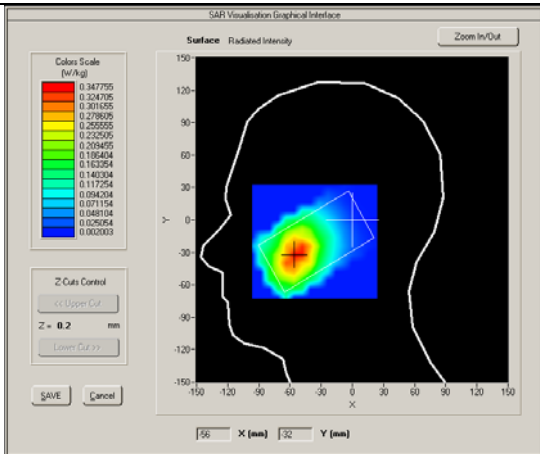 SAR Visualisation Graphical Interface
Surface Radiated Intensity
Zoom In/Out
Colors Scale
(W/kg)
0.347755
0.324705
0.301655
0.278605
0.255555
0.232505
0.209455
0.186404
0.163354
0.140304
0.117254
0.094204
0.071154
0.048104
0.025054
0.002003
Z Cuts Control
<< Upper Cut
Z = 0.2 mm
Lower Cut >>
SAVE Cancel
150
120
90
60
30
0
-30
-60
-90
-120
-150
Y
-150 -120 -90 -60 -30 0 30 60 90 120 150
X
-56 X (mm) -32 Y (mm)